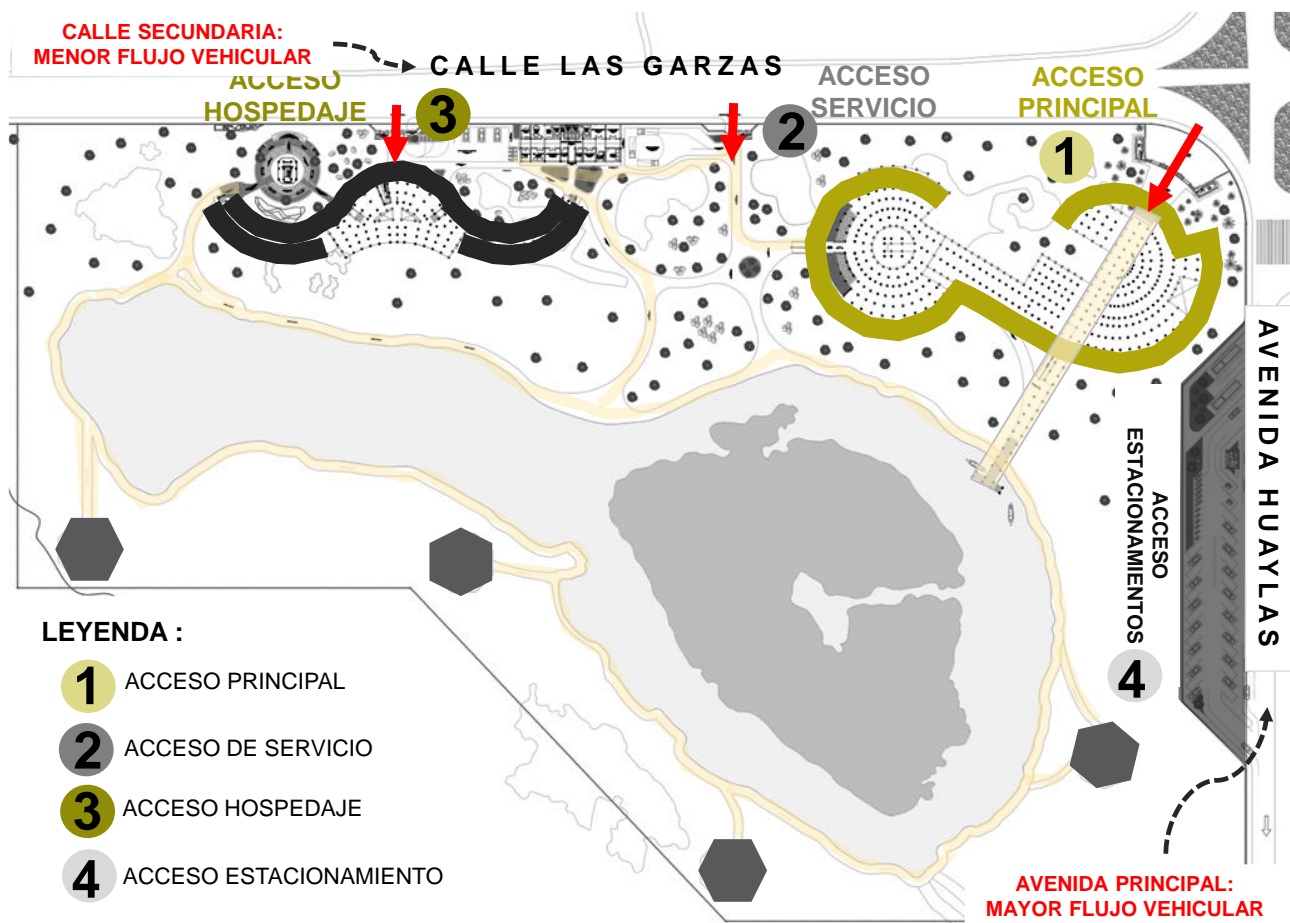 CALLE SECUNDARIA:
MENOR FLUJO VEHICULAR
CALLE LAS GARZAS
ACCESO
HOSPEDAJE
3
ACCESO
SERVICIO
2
ACCESO
PRINCIPAL
1
AVENIDA HUAYLAS
ACCESO
ESTACIONAMIENTOS
4
LEYENDA :
1 ACCESO PRINCIPAL
2 ACCESO DE SERVICIO
3 ACCESO HOSPEDAJE
4 ACCESO ESTACIONAMIENTO
AVENIDA PRINCIPAL:
MAYOR FLUJO VEHICULAR